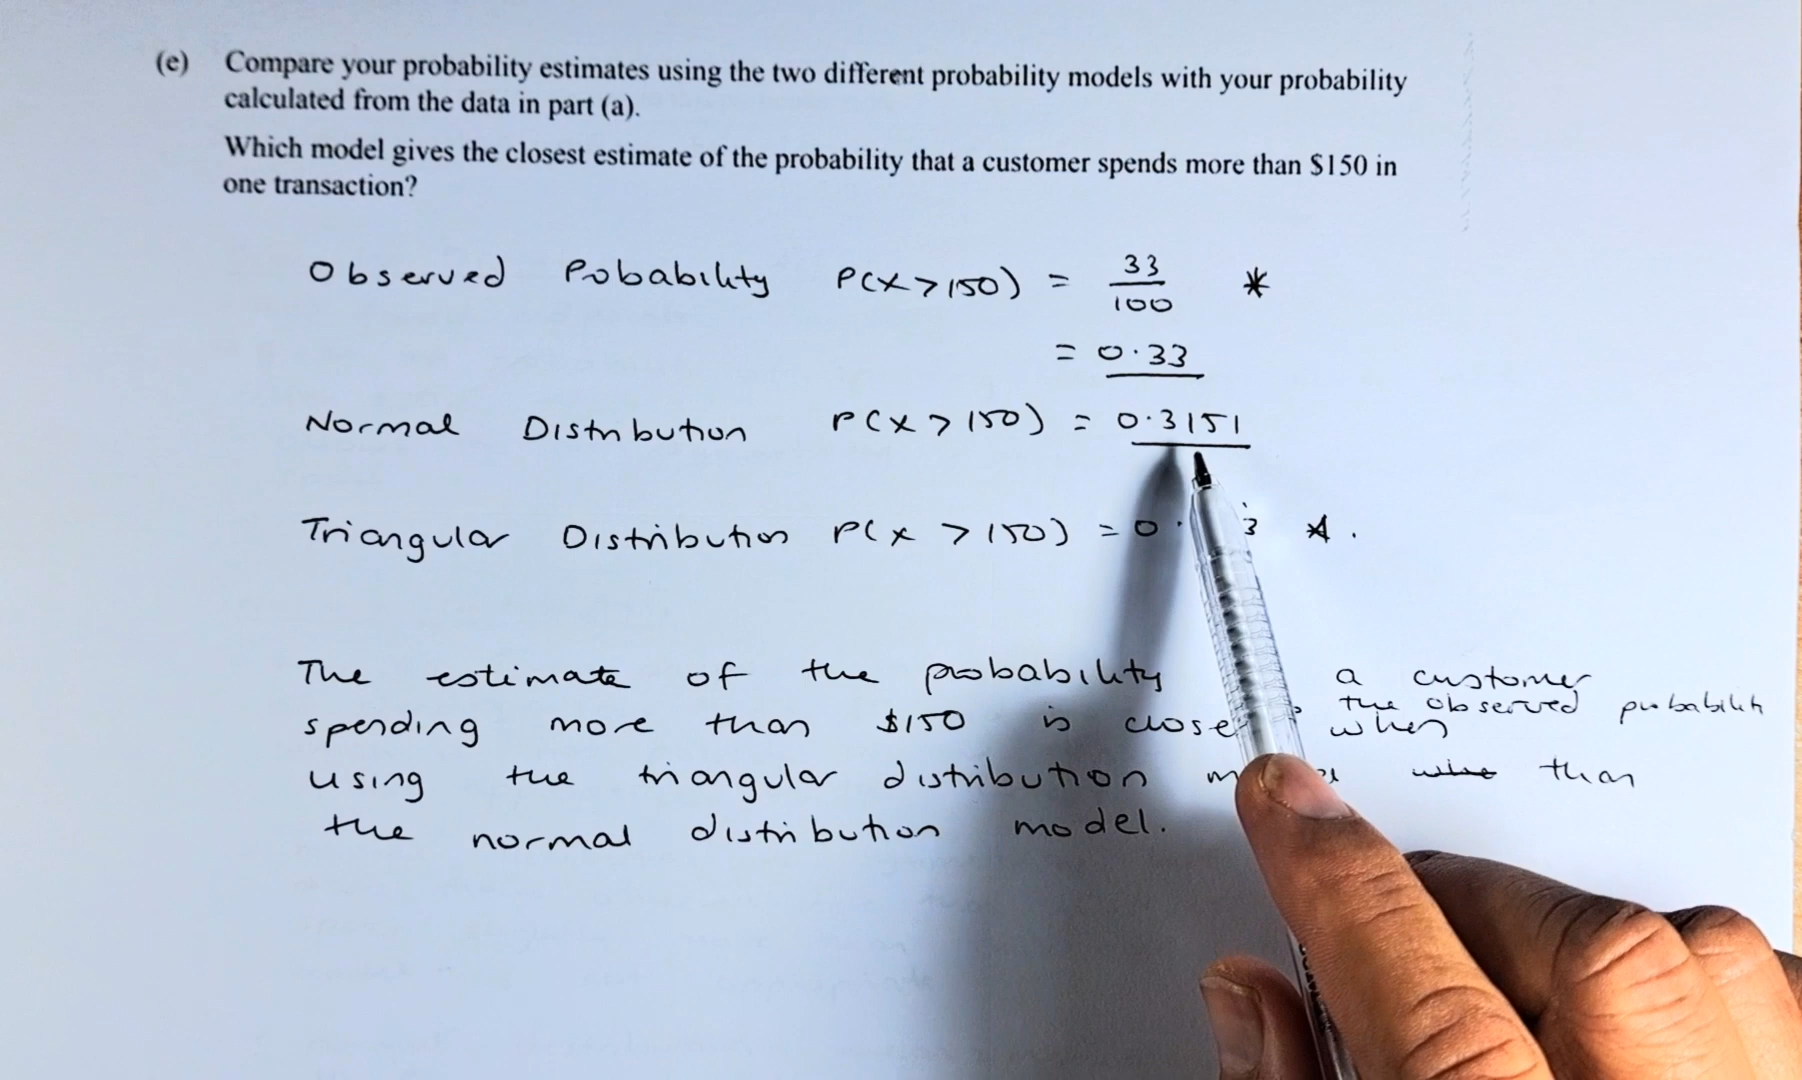 (e) Compare your probability estimates using the two different probability models with your probability
calculated from the data in part (a).
Which model gives the closest estimate of the probability that a customer spends more than $150 in
one transaction?
Observed Probability P(X > 150) = 33/100 *
= 0.33
Normal Distribution P(X > 150) = 0.3151
Triangular Distribution P(X > 150) = 0. 3 *.
The estimate of the probability a customer
the observed probability
spending more than $150 is when
using the triangular distribution than
the normal distribution model.